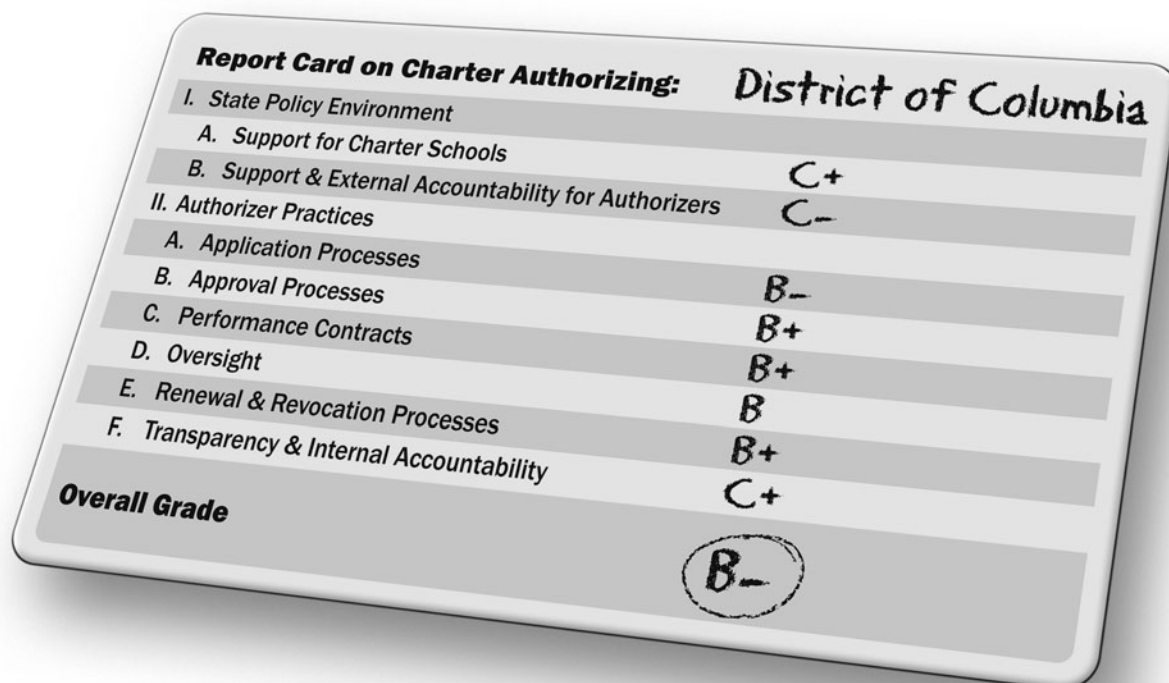 Report Card on Charter Authorizing: District of Columbia
I. State Policy Environment
A. Support for Charter Schools C+
B. Support & External Accountability for Authorizers C-
II. Authorizer Practices
A. Application Processes B-
B. Approval Processes B+
C. Performance Contracts B+
D. Oversight B
E. Renewal & Revocation Processes B+
F. Transparency & Internal Accountability C+
Overall Grade B-